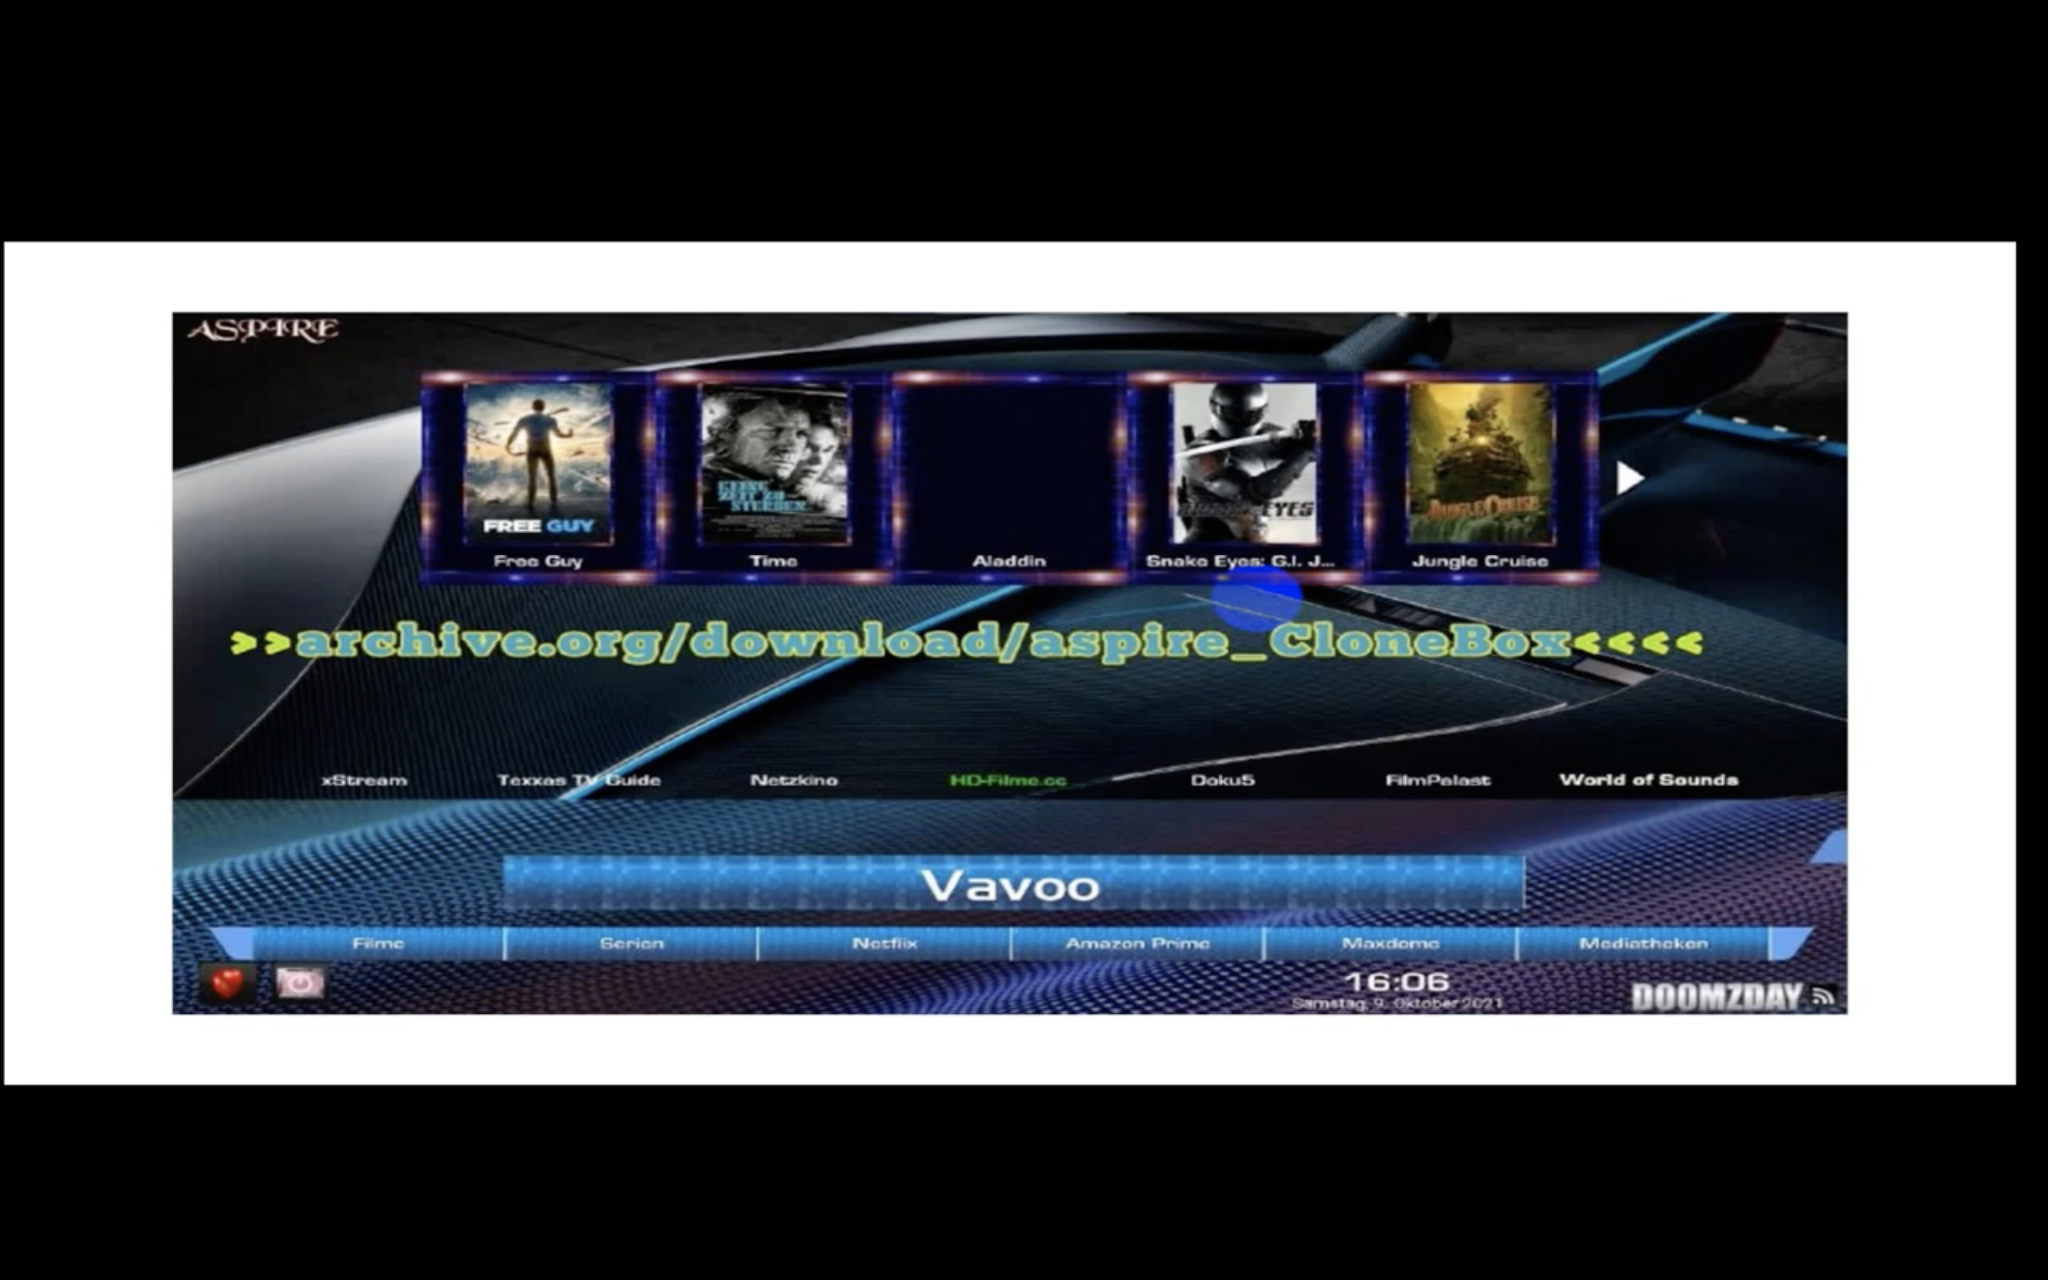 ASPIRE
FREE GUY
KEINE
ZEIT ZU
STERBEN
EYES
JUNGLE CRUISE
Free Guy
Time
Aladdin
Snake Eyes: G.I. J...
Jungle Cruise
>>archive.org/download/aspire_CloneBox<<<<
xStream
Texxas TV Guide
Netzkino
HD-Filme.cc
Doku5
FilmPalast
World of Sounds
Vavoo
Filme
Serien
Netflix
Amazon Prime
Maxdome
Mediatheken
16:06
Samstag, 9. Oktober 2021
DOOMZDAY